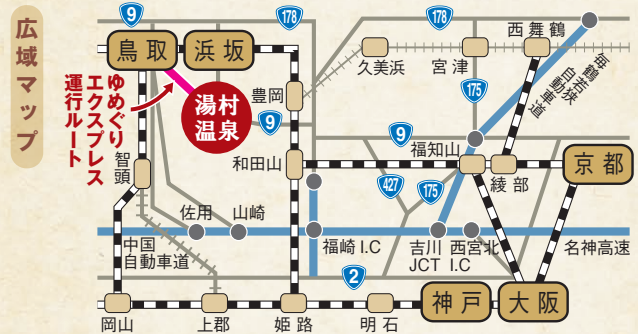 広域マップ
9
178
178
西舞鶴
鳥取
浜坂
久美浜
宮津
舞鶴若狭
自動車道
ゆめぐり
エクスプレス
運行ルート
湯村
温泉
豊岡
175
9
9
福知山
智頭
和田山
427
175
綾部
京都
佐用
山崎
中国
自動車道
福崎I.C
吉川
JCT
西宮北
I.C
名神高速
2
神戸
大阪
岡山
上郡
姫路
明石